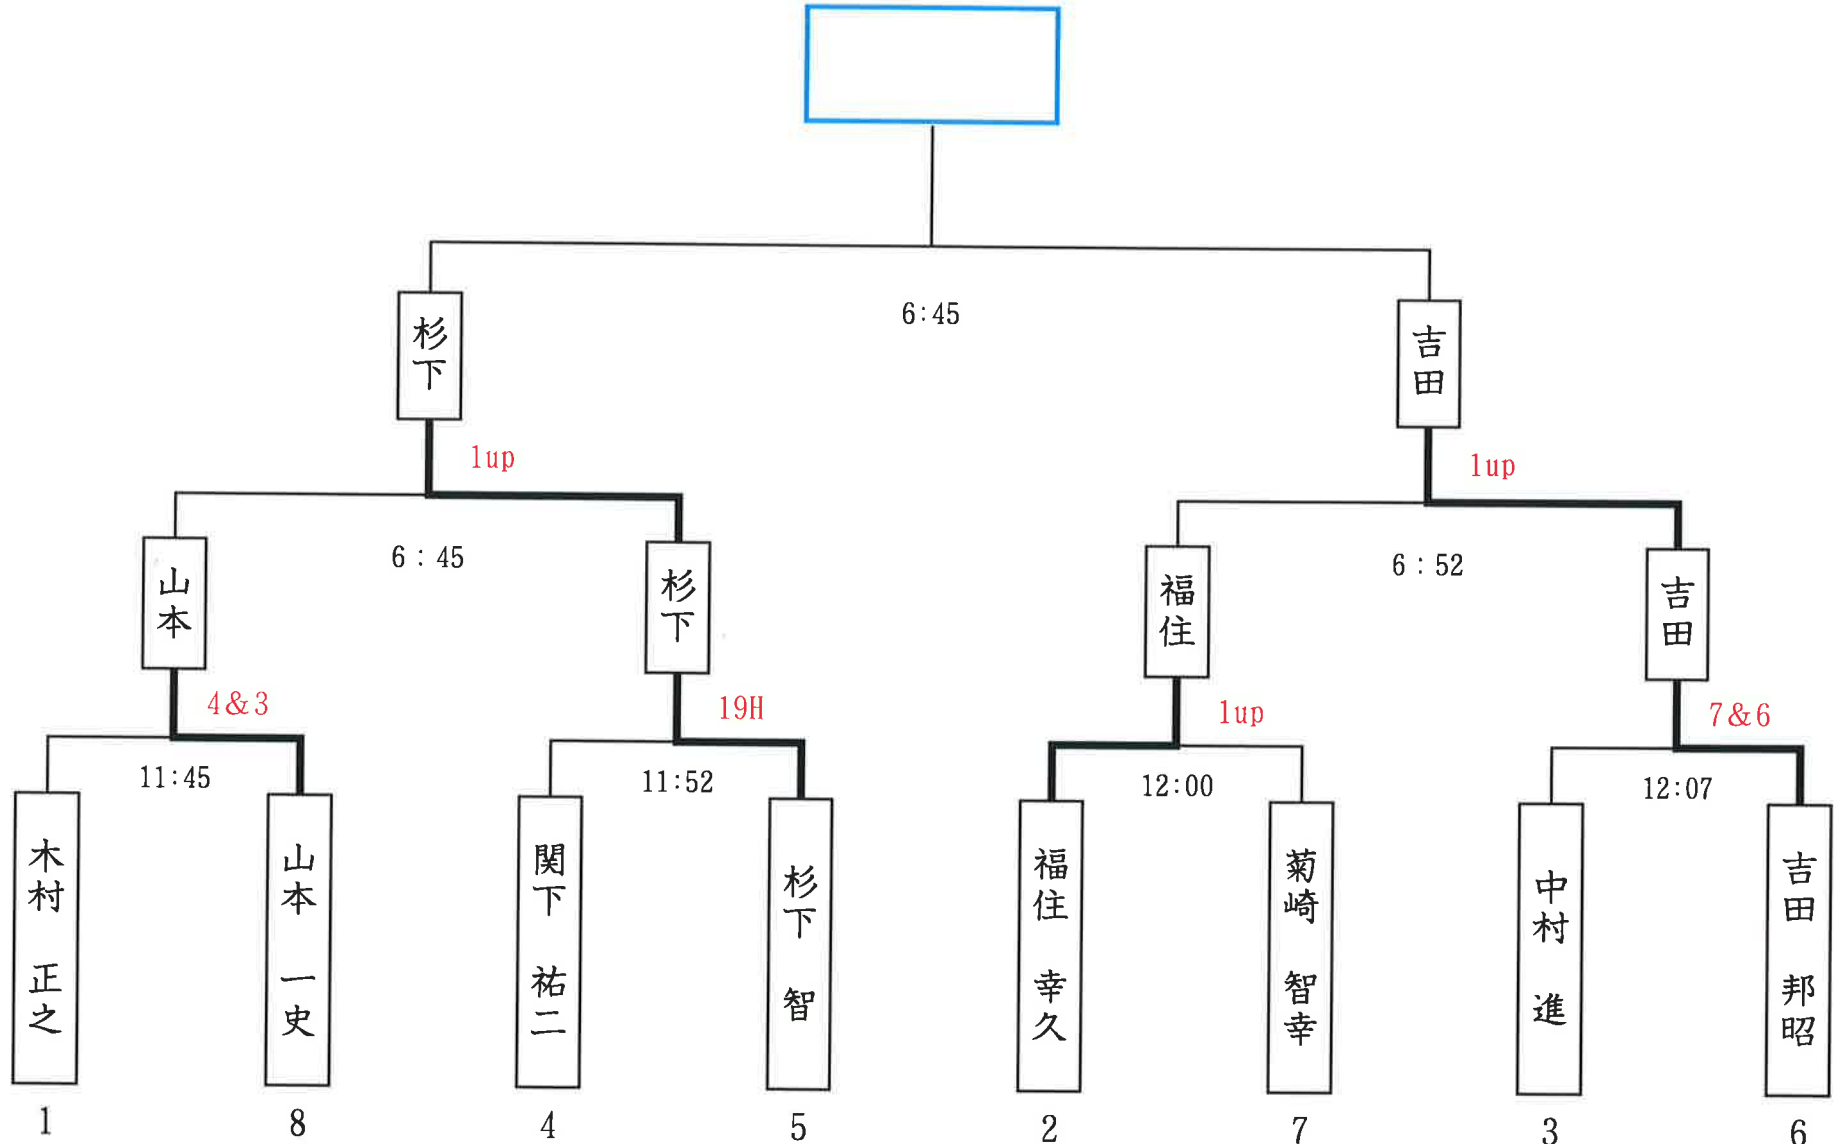 6:45
杉下
吉田
1up
1up
6：45
6：52
山本
杉下
福住
吉田
4&3
19H
1up
7&6
11:45
11:52
12:00
12:07
木村　正之
山本　一史
関下　祐二
杉下　智
福住　幸久
菊崎　智幸
中村　進
吉田　邦昭
1
8
4
5
2
7
3
6